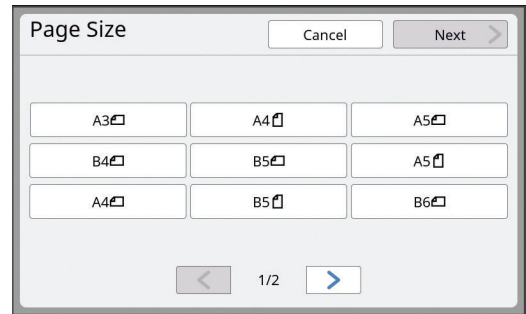 Page Size Cancel Next
A3 A4 A5
B4 B5 A5
A4 B5 B6
1/2